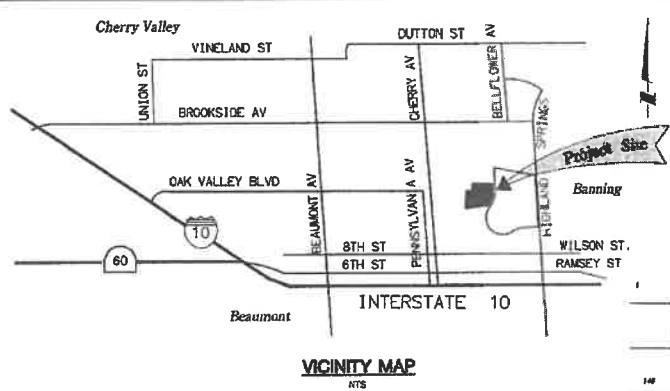 Cherry Valley
DUTTON ST
VINELAND ST
UNION ST
CHERRY AV
BELLFLOWER AV
BROOKSIDE AV
HIGHLAND SPRINGS
Project Site
Banning
OAK VALLEY BLVD
BEAUMONT AV
PENNSYLVANIA AV
10
60
8TH ST
WILSON ST.
6TH ST
RAMSEY ST
INTERSTATE 10
Beaumont
VICINITY MAP
NTS